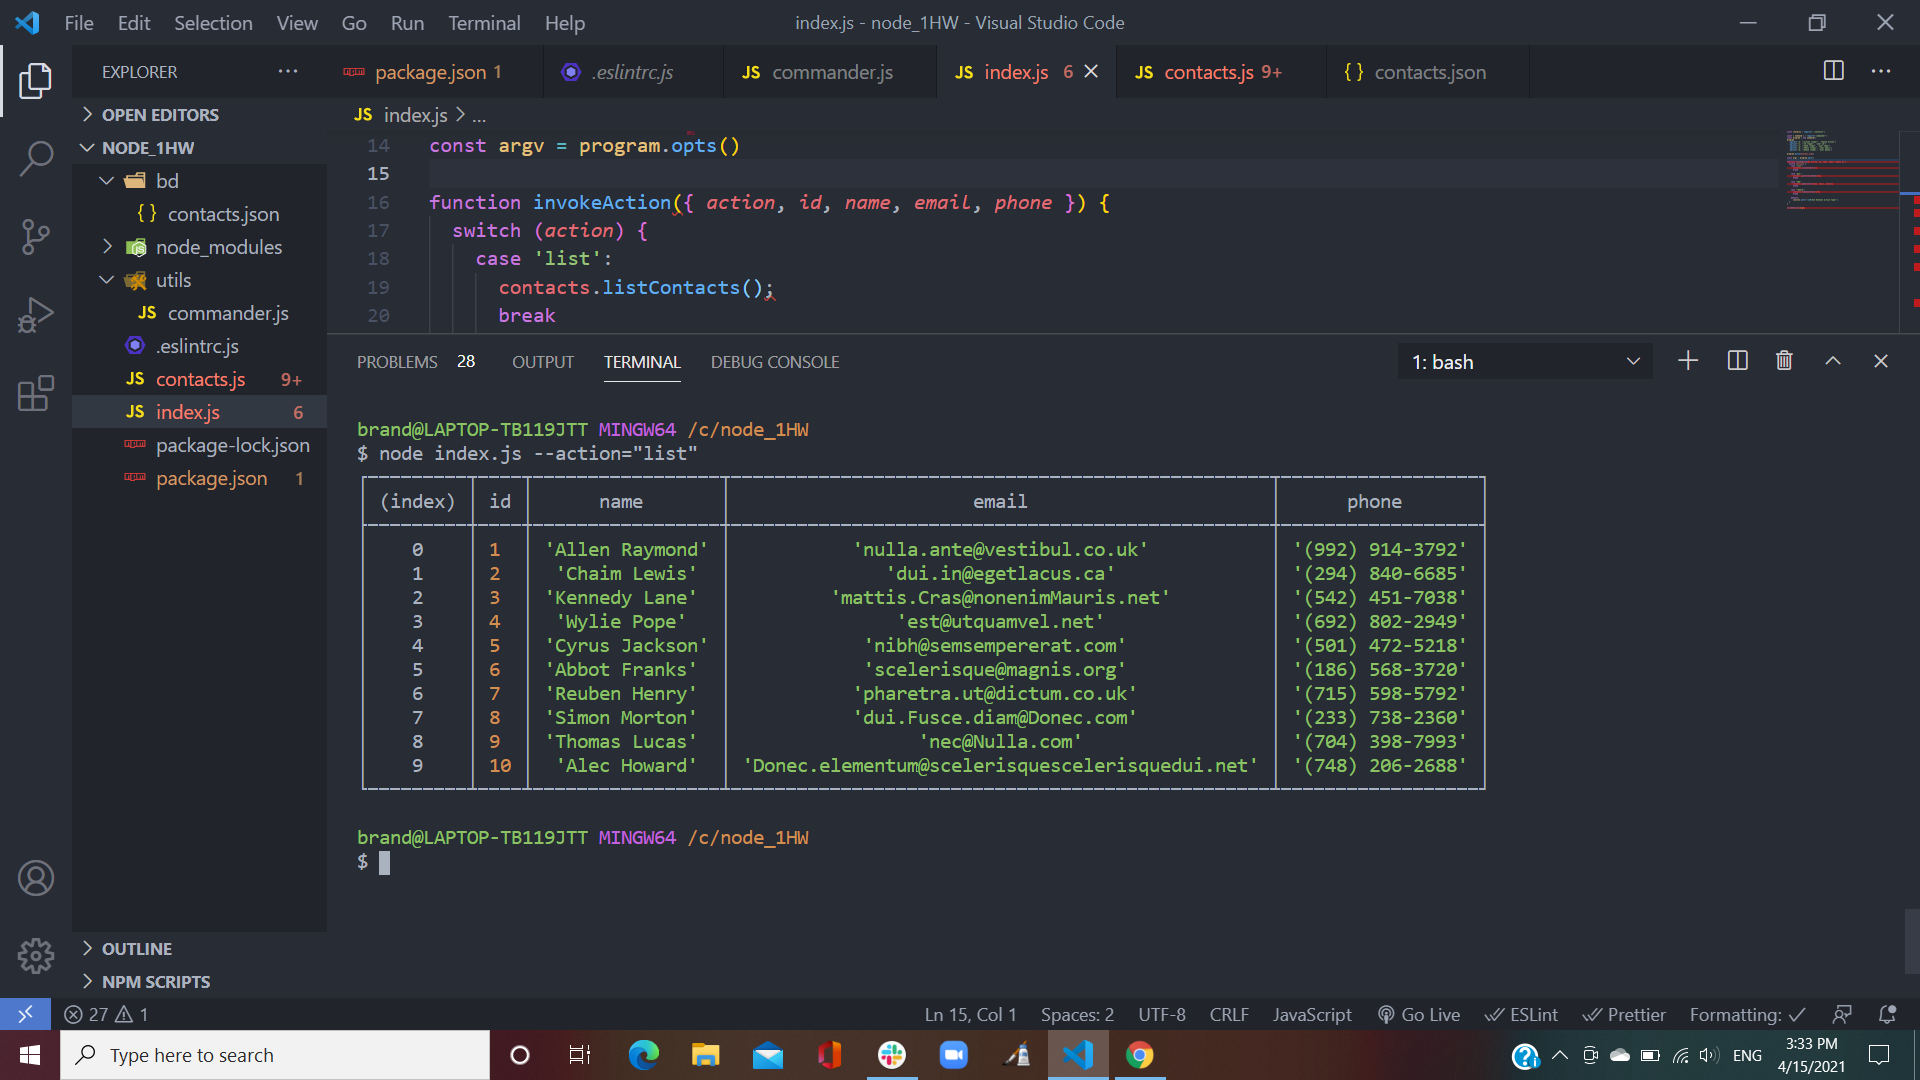 File Edit Selection View Go Run Terminal Help index.js - node_1HW - Visual Studio Code
EXPLORER
package.json 1 .eslintrc.js JS commander.js JS index.js 6 JS contacts.js 9+ {} contacts.json
OPEN EDITORS
NODE_1HW
bd
{} contacts.json
node_modules
utils
JS commander.js
.eslintrc.js
JS contacts.js 9+
JS index.js 6
package-lock.json
package.json 1
OUTLINE
NPM SCRIPTS
JS index.js > ...
14 const argv = program.opts()
15
16 function invokeAction({ action, id, name, email, phone }) {
17 switch (action) {
18 case 'list':
19 contacts.listContacts();
20 break
PROBLEMS 28 OUTPUT TERMINAL DEBUG CONSOLE 1: bash
brand@LAPTOP-TB119JTT MINGW64 /c/node_1HW
$ node index.js --action="list"
(index) id name email phone
0 1 'Allen Raymond' 'nulla.ante@vestibul.co.uk' '(992) 914-3792'
1 2 'Chaim Lewis' 'dui.in@egetlacus.ca' '(294) 840-6685'
2 3 'Kennedy Lane' 'mattis.Cras@nonenimMauris.net' '(542) 451-7038'
3 4 'Wylie Pope' 'est@utquamvel.net' '(692) 802-2949'
4 5 'Cyrus Jackson' 'nibh@semsempererat.com' '(501) 472-5218'
5 6 'Abbot Franks' 'scelerisque@magnis.org' '(186) 568-3720'
6 7 'Reuben Henry' 'pharetra.ut@dictum.co.uk' '(715) 598-5792'
7 8 'Simon Morton' 'dui.Fusce.diam@Donec.com' '(233) 738-2360'
8 9 'Thomas Lucas' 'nec@Nulla.com' '(704) 398-7993'
9 10 'Alec Howard' 'Donec.elementum@scelerisquescelerisquedui.net' '(748) 206-2688'
brand@LAPTOP-TB119JTT MINGW64 /c/node_1HW
$
27 1 Ln 15, Col 1 Spaces: 2 UTF-8 CRLF JavaScript Go Live ESLint Prettier Formatting:
Type here to search ENG
3:33 PM
4/15/2021